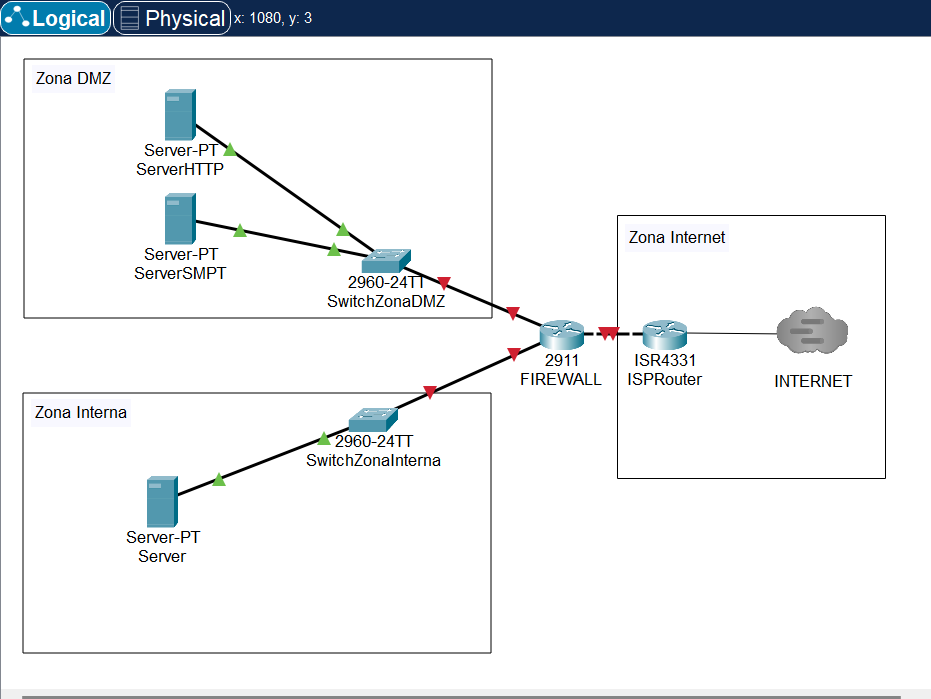 Logical
Physical
x: 1080, y: 3
Zona DMZ
Server-PT
ServerHTTP
Server-PT
ServerSMPT
2960-24TT
SwitchZonaDMZ
Zona Internet
2911
FIREWALL
ISR4331
ISPRouter
INTERNET
Zona Interna
2960-24TT
SwitchZonaInterna
Server-PT
Server